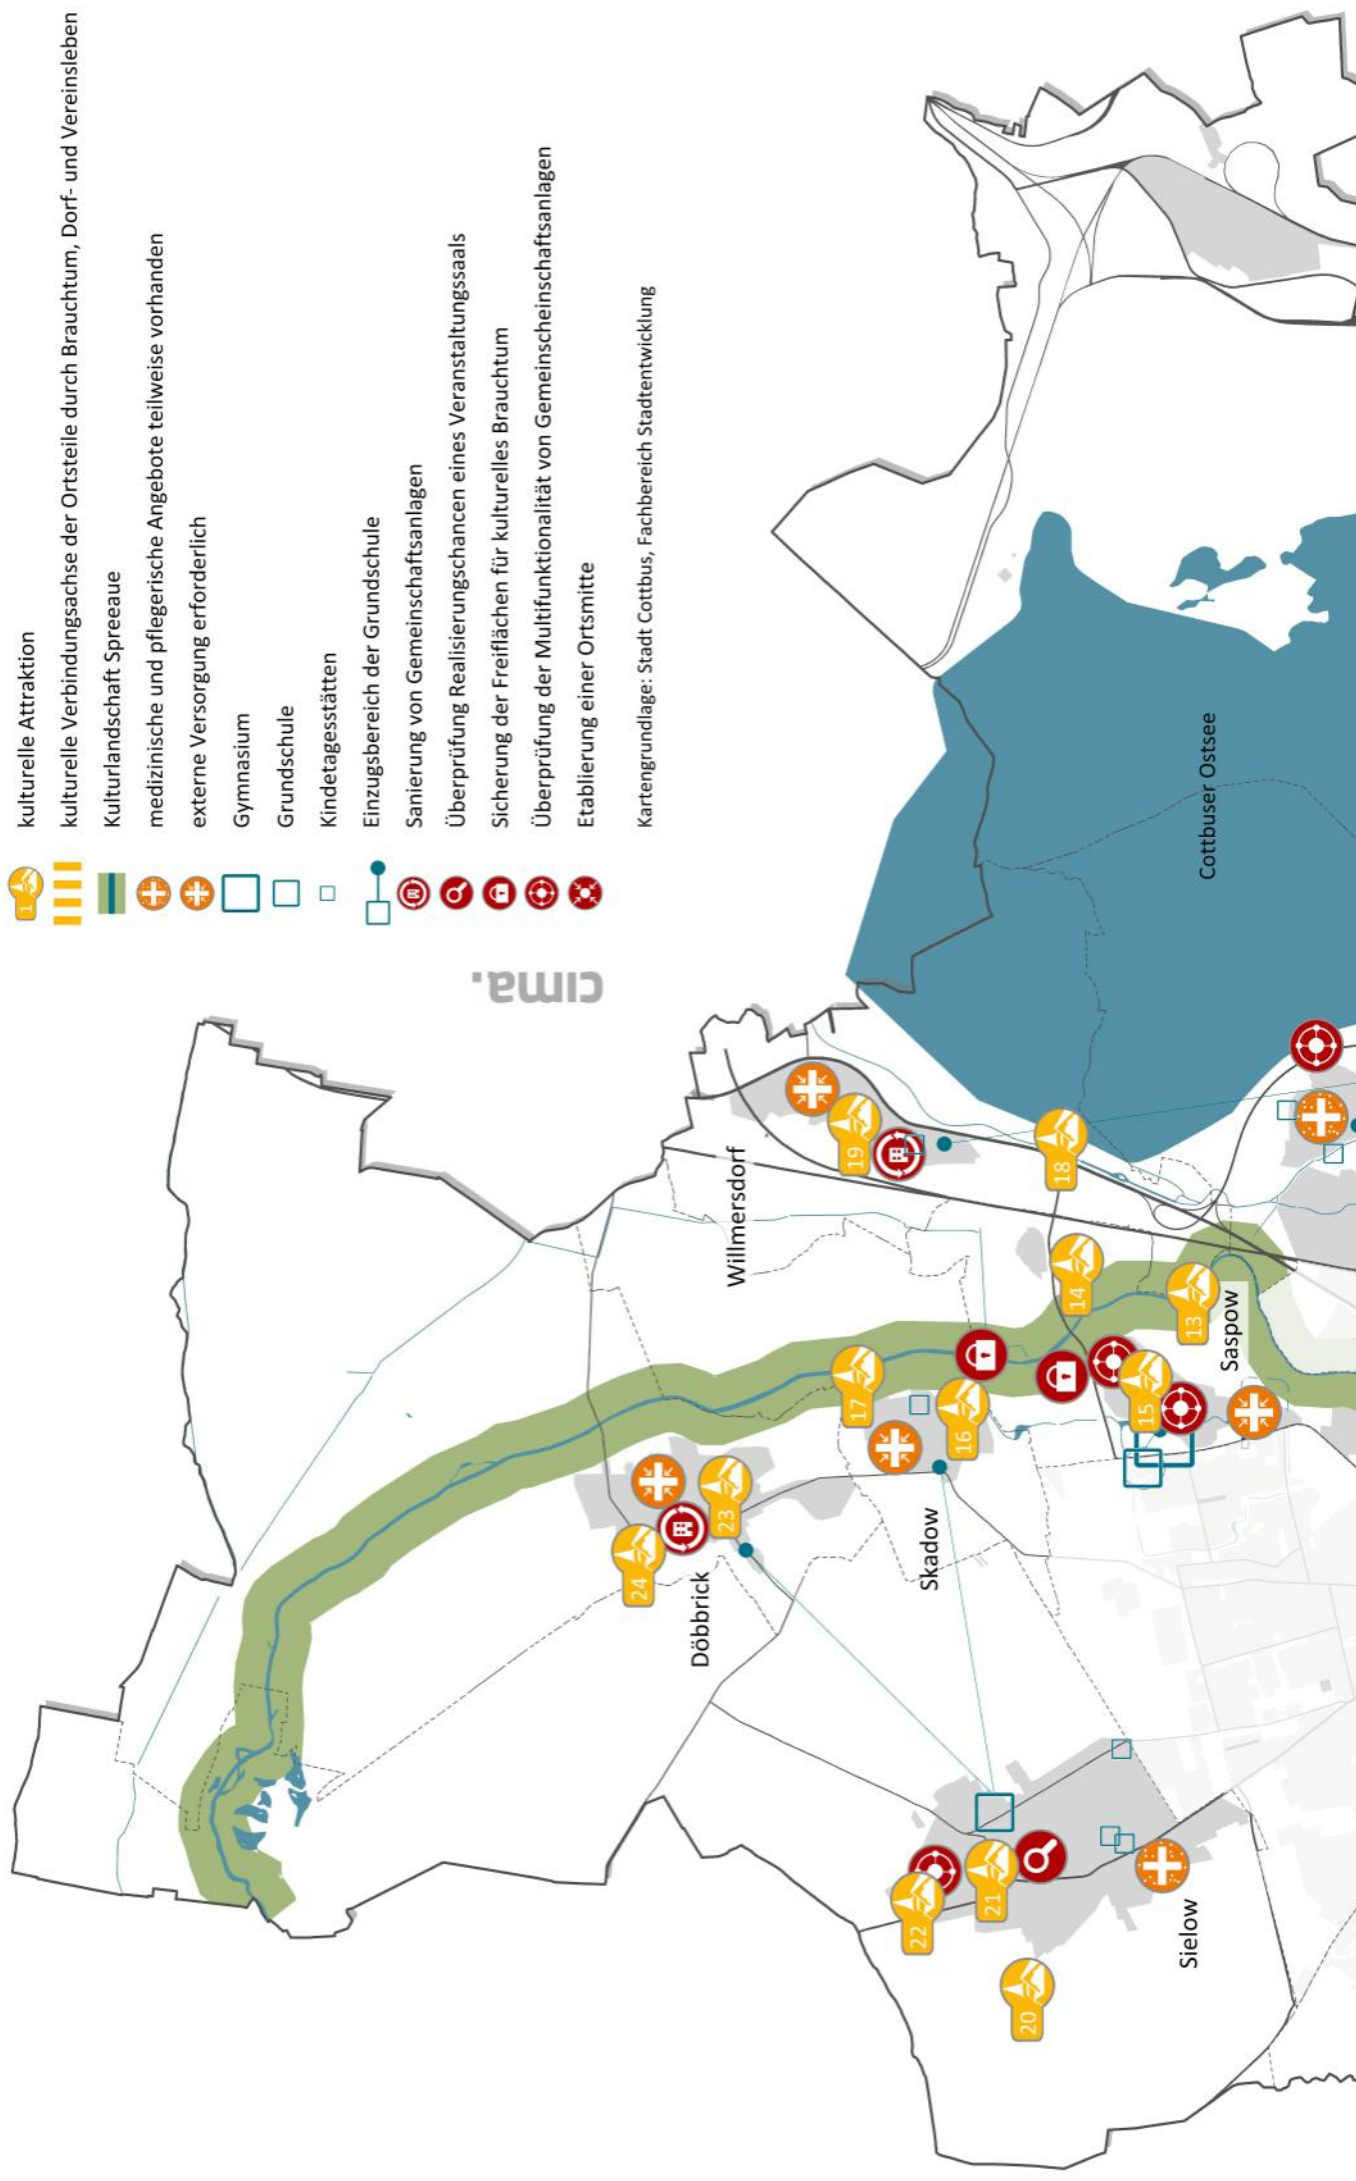 1
kulturelle Attraktion
kulturelle Verbindungsachse der Ortsteile durch Brauchtum, Dorf- und Vereinsleben
Kulturlandschaft Spreeaue
medizinische und pflegerische Angebote teilweise vorhanden
externe Versorgung erforderlich
Gymnasium
Grundschule
Kindetagesstätten
Einzugsbereich der Grundschule
Sanierung von Gemeinschaftsanlagen
Überprüfung Realisierungschancen eines Veranstaltungssaals
Sicherung der Freiflächen für kulturelles Brauchtum
Überprüfung der Multifunktionalität von Gemeinscheinschaftsanlagen
Etablierung einer Ortsmitte
Kartengrundlage: Stadt Cottbus, Fachbereich Stadtentwicklung
cima.
24
Döbbrick
23
Willmersdorf
19
17
Skadow
16
18
14
15
13
Saspow
22
21
20
Sielow
Cottbuser Ostsee